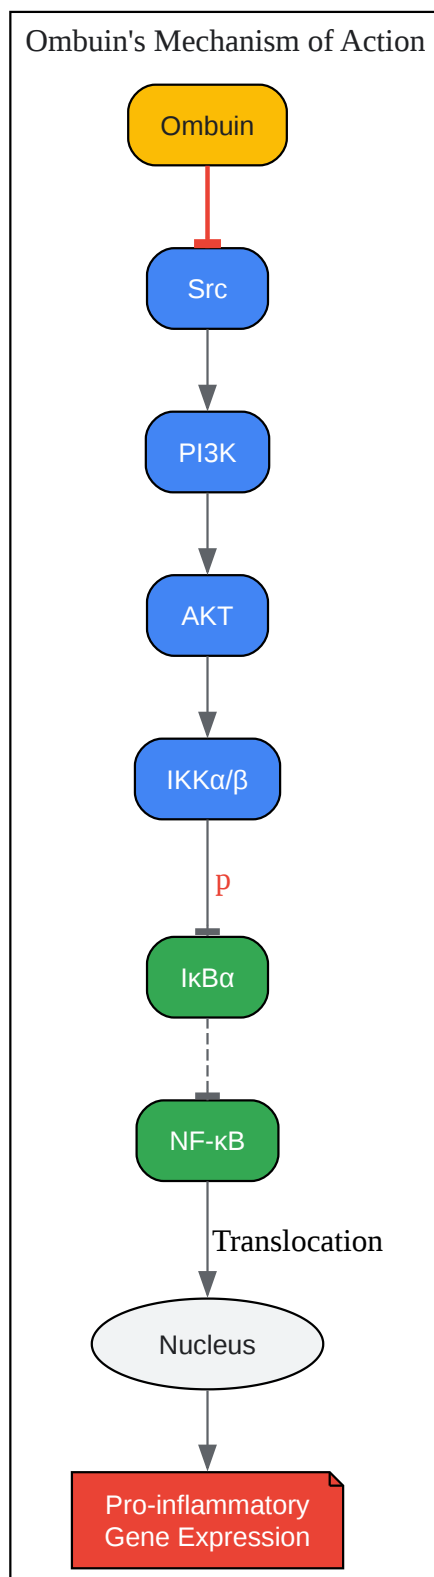 Ombuin's Mechanism of Action
Ombuin
Src
PI3K
AKT
IKKα/β
p
IκBα
NF-κB
Translocation
Nucleus
Pro-inflammatory
Gene Expression